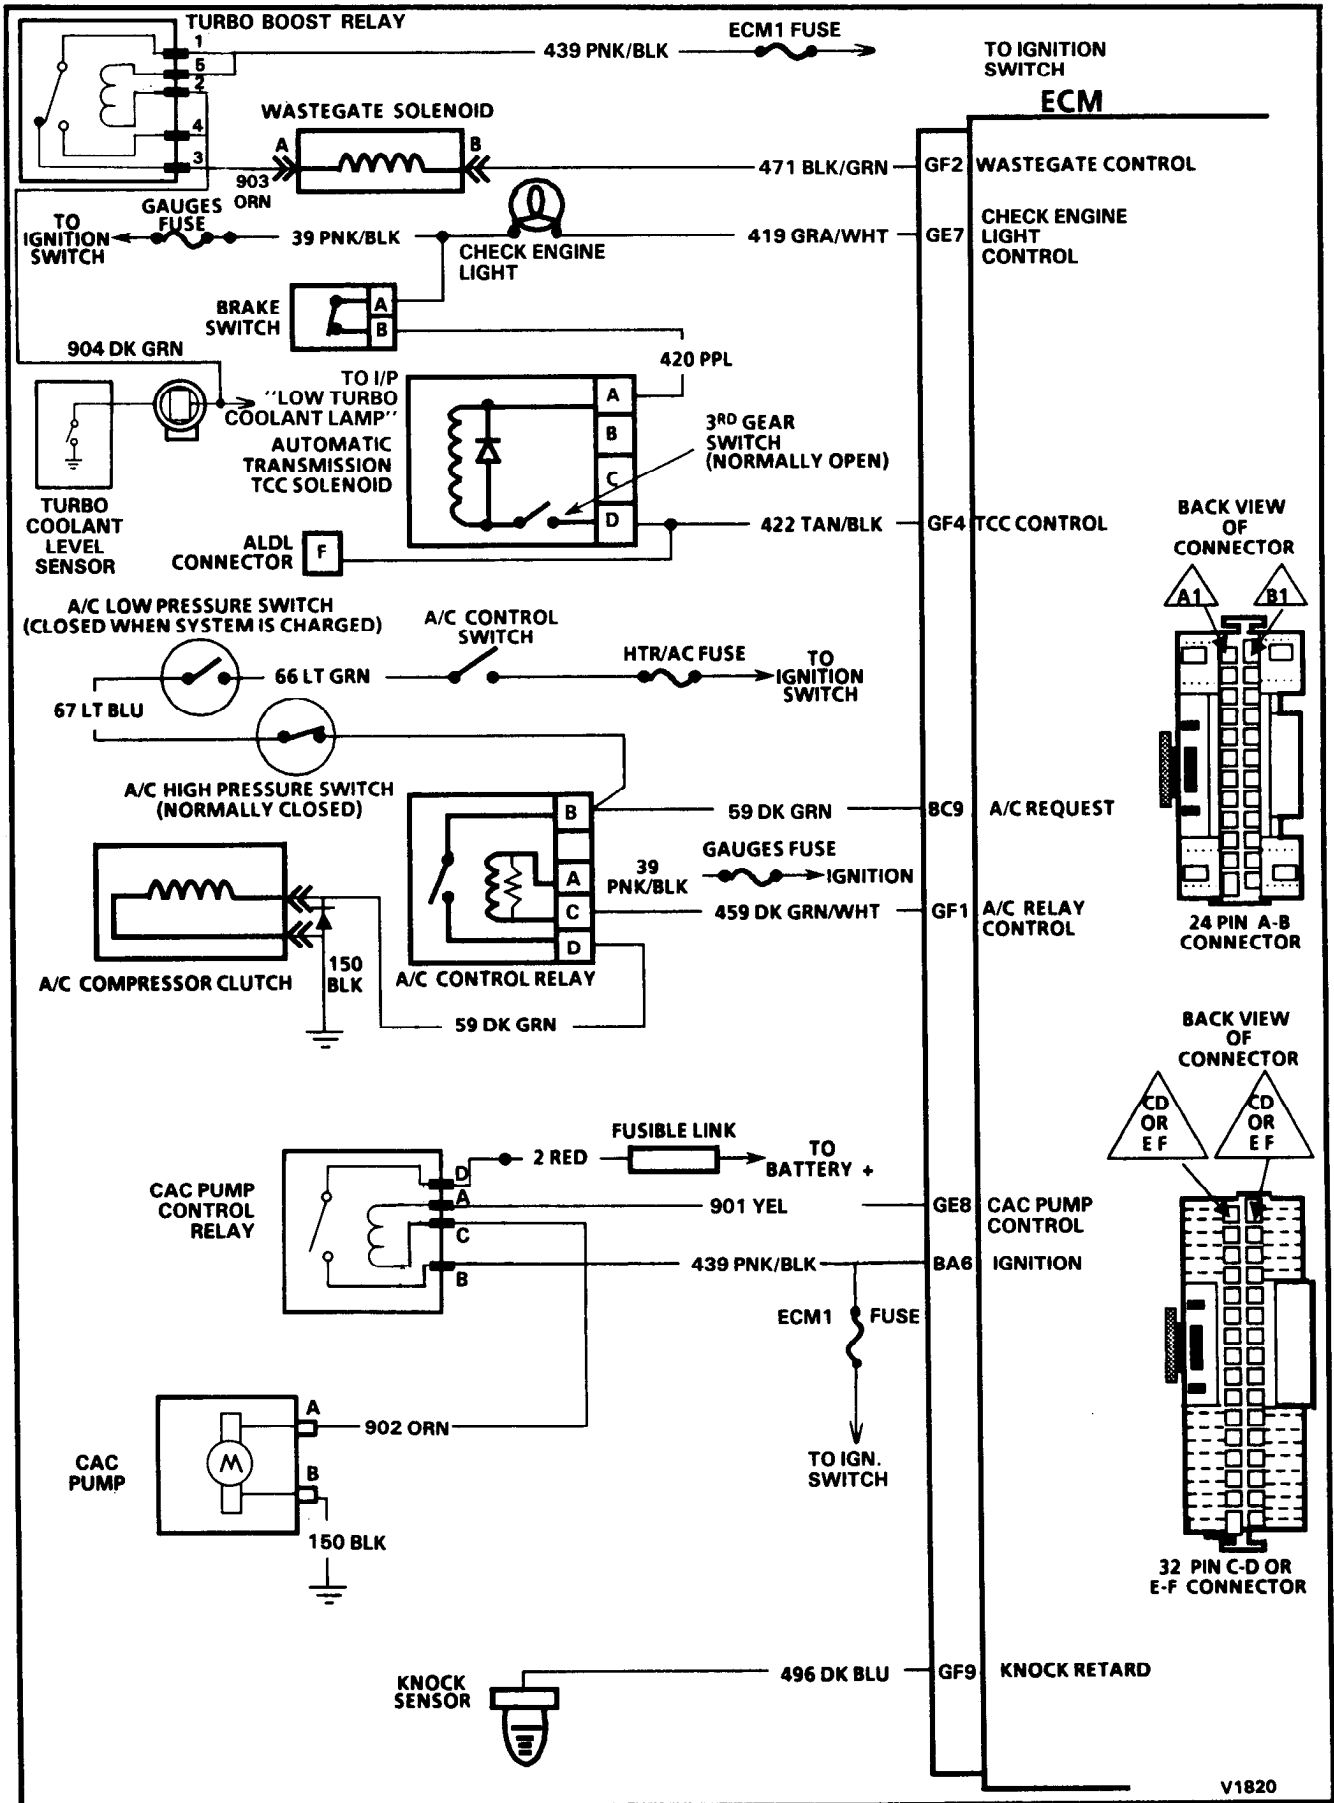 TURBO BOOST RELAY
1
5
2
4
3
439 PNK/BLK
ECM1 FUSE
TO IGNITION
SWITCH
ECM
WASTEGATE SOLENOID
A
B
903
ORN
471 BLK/GRN
GF2
WASTEGATE CONTROL
TO
IGNITION
SWITCH
GAUGES
FUSE
39 PNK/BLK
CHECK ENGINE
LIGHT
419 GRA/WHT
GE7
CHECK ENGINE
LIGHT
CONTROL
BRAKE
SWITCH
A
B
904 DK GRN
420 PPL
TO I/P
"LOW TURBO
COOLANT LAMP"
AUTOMATIC
TRANSMISSION
TCC SOLENOID
A
B
C
D
3RD GEAR
SWITCH
(NORMALLY OPEN)
TURBO
COOLANT
LEVEL
SENSOR
ALDL
CONNECTOR
F
422 TAN/BLK
GF4
TCC CONTROL
BACK VIEW
OF
CONNECTOR
A1
B1
A/C LOW PRESSURE SWITCH
(CLOSED WHEN SYSTEM IS CHARGED)
A/C CONTROL
SWITCH
66 LT GRN
HTR/AC FUSE
TO
IGNITION
SWITCH
67 LT BLU
A/C HIGH PRESSURE SWITCH
(NORMALLY CLOSED)
B
A
C
D
59 DK GRN
BC9
A/C REQUEST
39
PNK/BLK
GAUGES FUSE
IGNITION
459 DK GRN/WHT
GF1
A/C RELAY
CONTROL
24 PIN A-B
CONNECTOR
A/C COMPRESSOR CLUTCH
150
BLK
A/C CONTROL RELAY
59 DK GRN
BACK VIEW
OF
CONNECTOR
CD
OR
E F
CD
OR
E F
CAC PUMP
CONTROL
RELAY
D
A
C
B
2 RED
FUSIBLE LINK
TO
BATTERY +
901 YEL
GE8
CAC PUMP
CONTROL
439 PNK/BLK
BA6
IGNITION
ECM1 FUSE
TO IGN.
SWITCH
CAC
PUMP
A
B
M
902 ORN
150 BLK
32 PIN C-D OR
E-F CONNECTOR
KNOCK
SENSOR
496 DK BLU
GF9
KNOCK RETARD
V1820